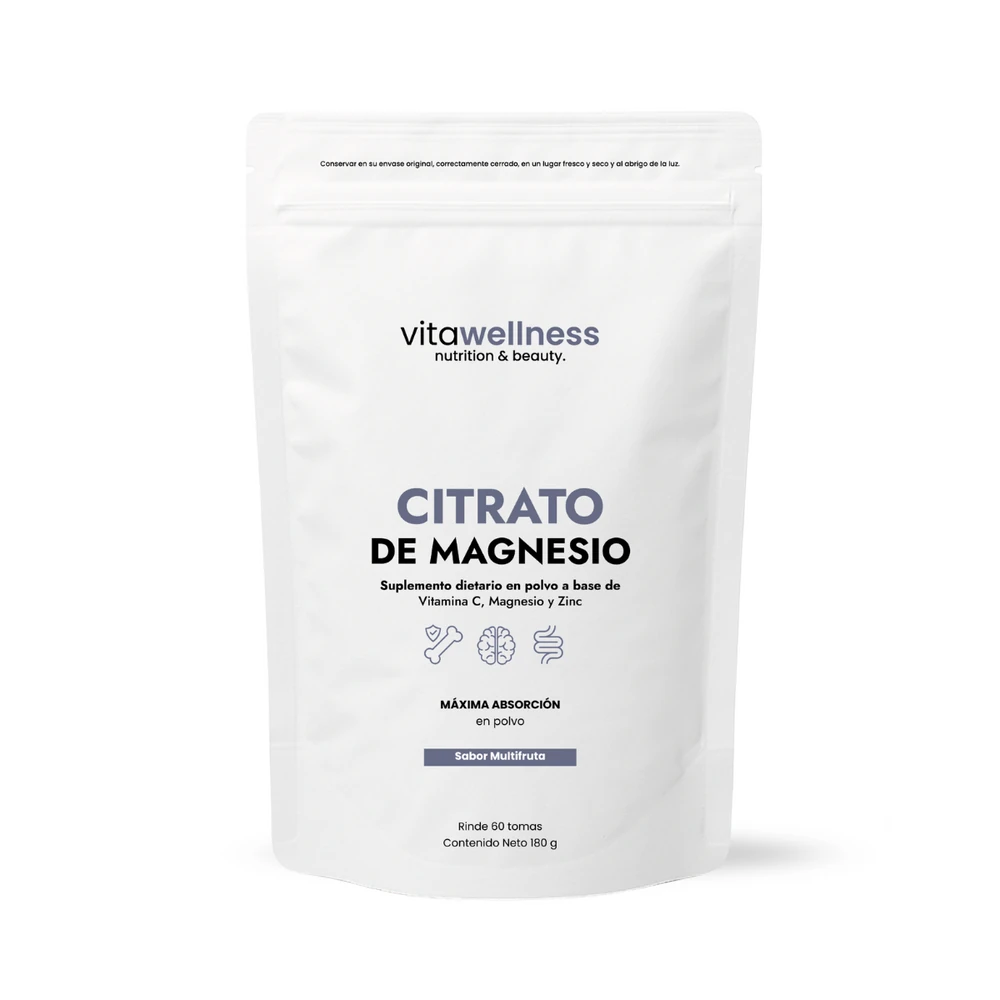 Conservar en su envase original, correctamente cerrado, en un lugar fresco y seco y al abrigo de la luz.
vitawellness
nutrition & beauty.
CITRATO
DE MAGNESIO
Suplemento dietario en polvo a base de
Vitamina C, Magnesio y Zinc
MÁXIMA ABSORCIÓN
en polvo
Sabor Multifruta
Rinde 60 tomas
Contenido Neto 180 g